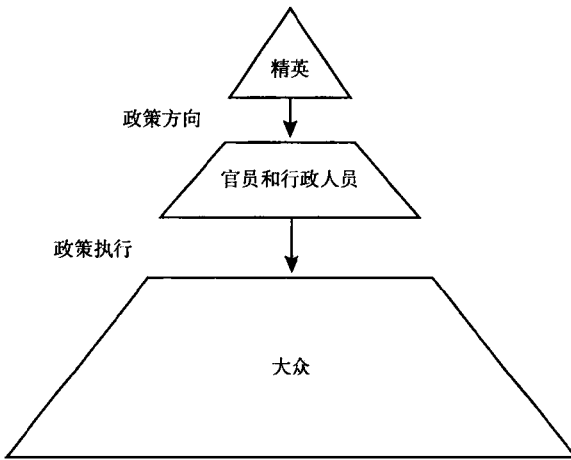 精英
政策方向
官员和行政人员
政策执行
大众